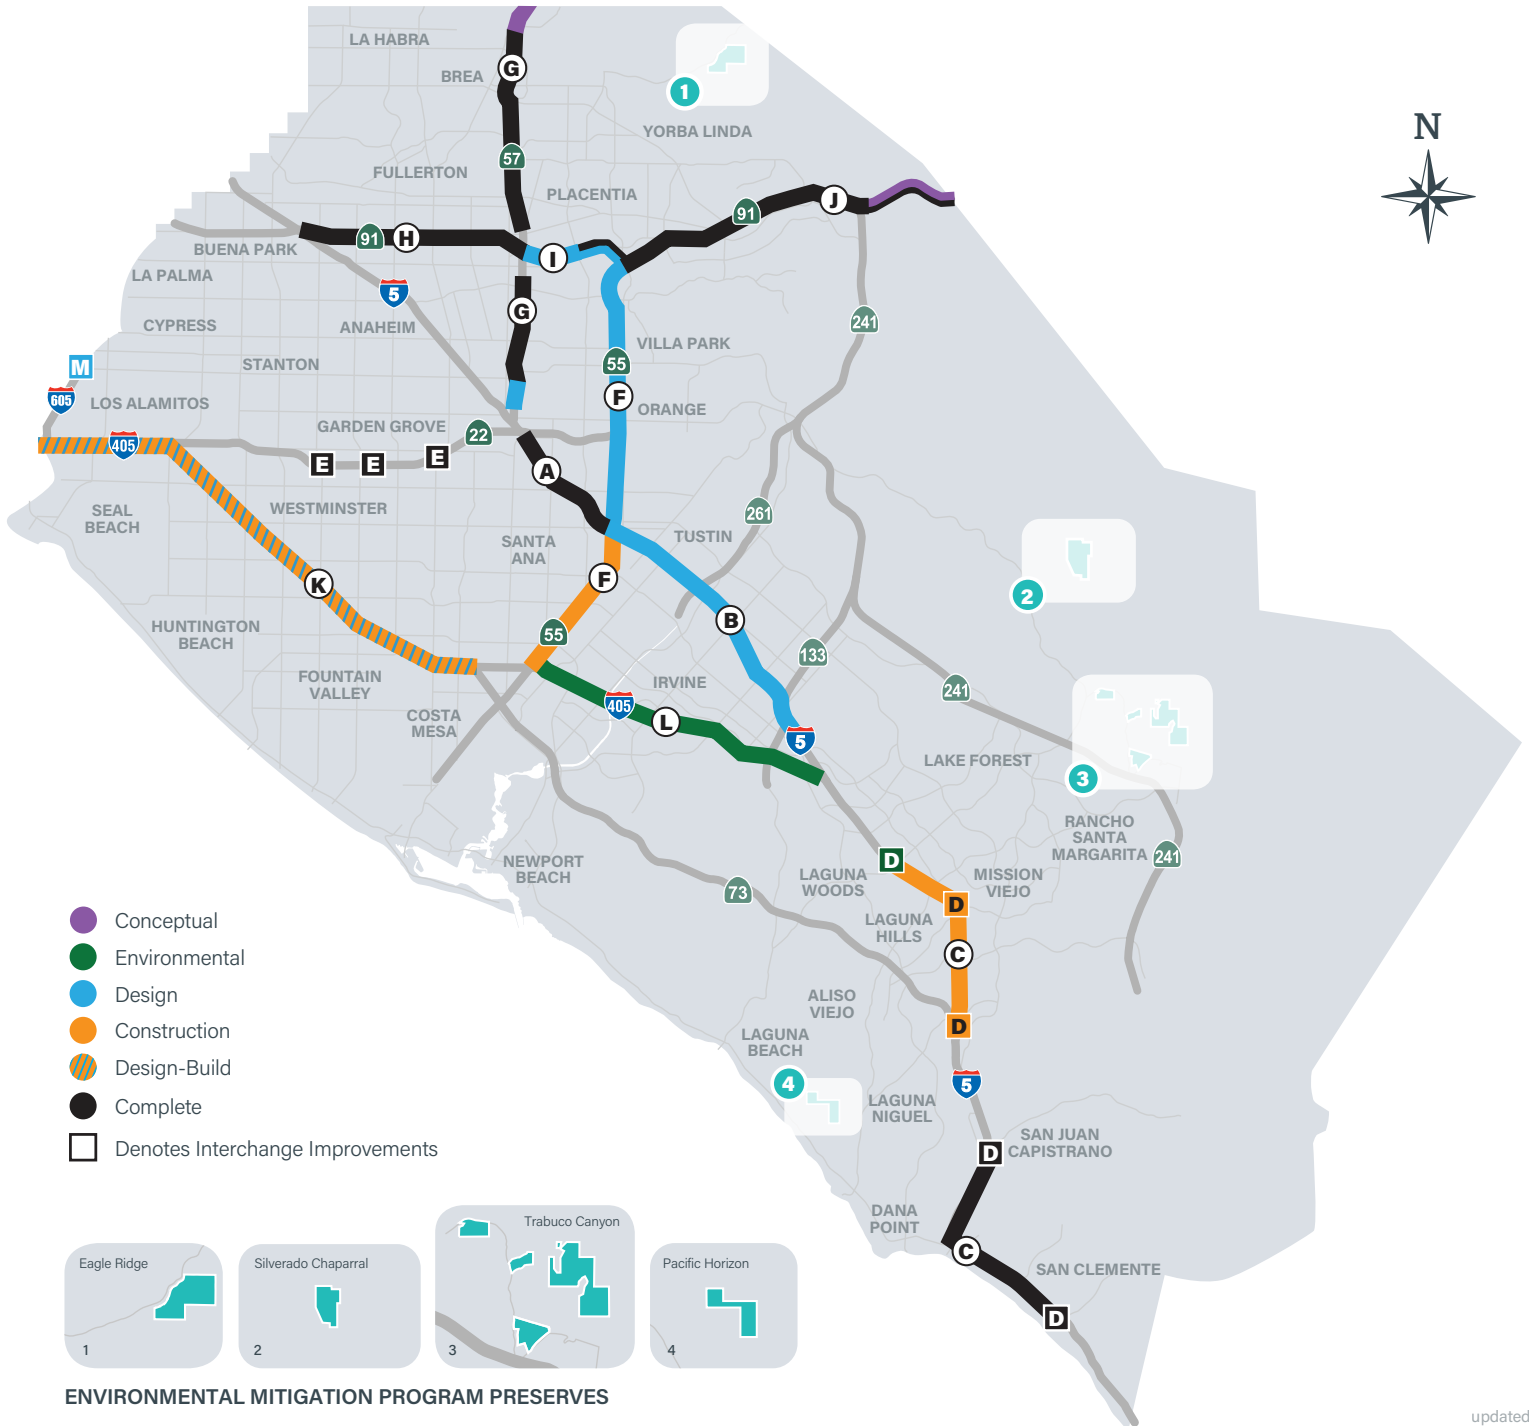 LA HABRA
BREA
G
1
YORBA LINDA
N
57
FULLERTON
PLACENTIA
J
91
91
H
I
BUENA PARK
LA PALMA
5
G
CYPRESS
ANAHEIM
241
VILLA PARK
STANTON
55
M
605
LOS ALAMITOS
F
ORANGE
GARDEN GROVE
22
405
E
E
E
A
SEAL
BEACH
WESTMINSTER
261
SANTA
ANA
TUSTIN
K
F
2
B
HUNTINGTON
BEACH
55
133
FOUNTAIN
VALLEY
IRVINE
241
405
L
COSTA
MESA
5
LAKE FOREST
3
RANCHO
SANTA
MARGARITA
241
NEWPORT
BEACH
D
LAGUNA
WOODS
MISSION
VIEJO
73
D
LAGUNA
HILLS
C
ALISO
VIEJO
D
LAGUNA
BEACH
4
5
LAGUNA
NIGUEL
SAN JUAN
CAPISTRANO
D
DANA
POINT
C
SAN CLEMENTE
D
Conceptual
Environmental
Design
Construction
Design-Build
Complete
Denotes Interchange Improvements
Eagle Ridge
1
Silverado Chaparral
2
Trabuco Canyon
3
Pacific Horizon
4
ENVIRONMENTAL MITIGATION PROGRAM PRESERVES
updated